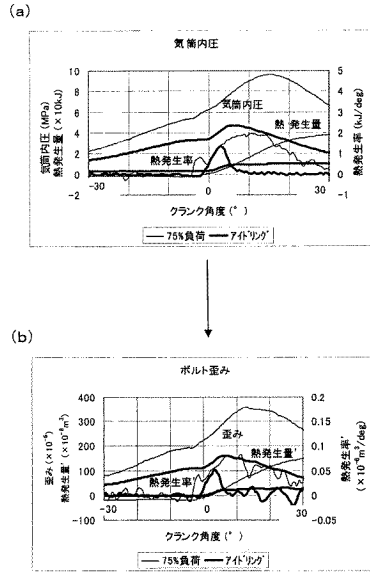 (a)
気筒内圧
気筒内圧 (MPa)
熱発生量 (×10kJ)
10
8
6
4
2
0
-2
5
4
3
2
1
0
-1
熱発生率 (kJ/deg)
気筒内圧
熱発生量
熱発生率
-30
0
30
クランク角度(°)
75%負荷 アイドリング
(b)
ボルト歪み
歪み (×10⁻⁶)
熱発生量' (×10⁻⁶m³)
400
300
200
100
0
-100
0.2
0.15
0.1
0.05
0
-0.05
熱発生率'
(×10⁻⁶m³/deg)
歪み
熱発生量'
熱発生率'
-30
0
30
クランク角度(°)
75%負荷 アイドリング